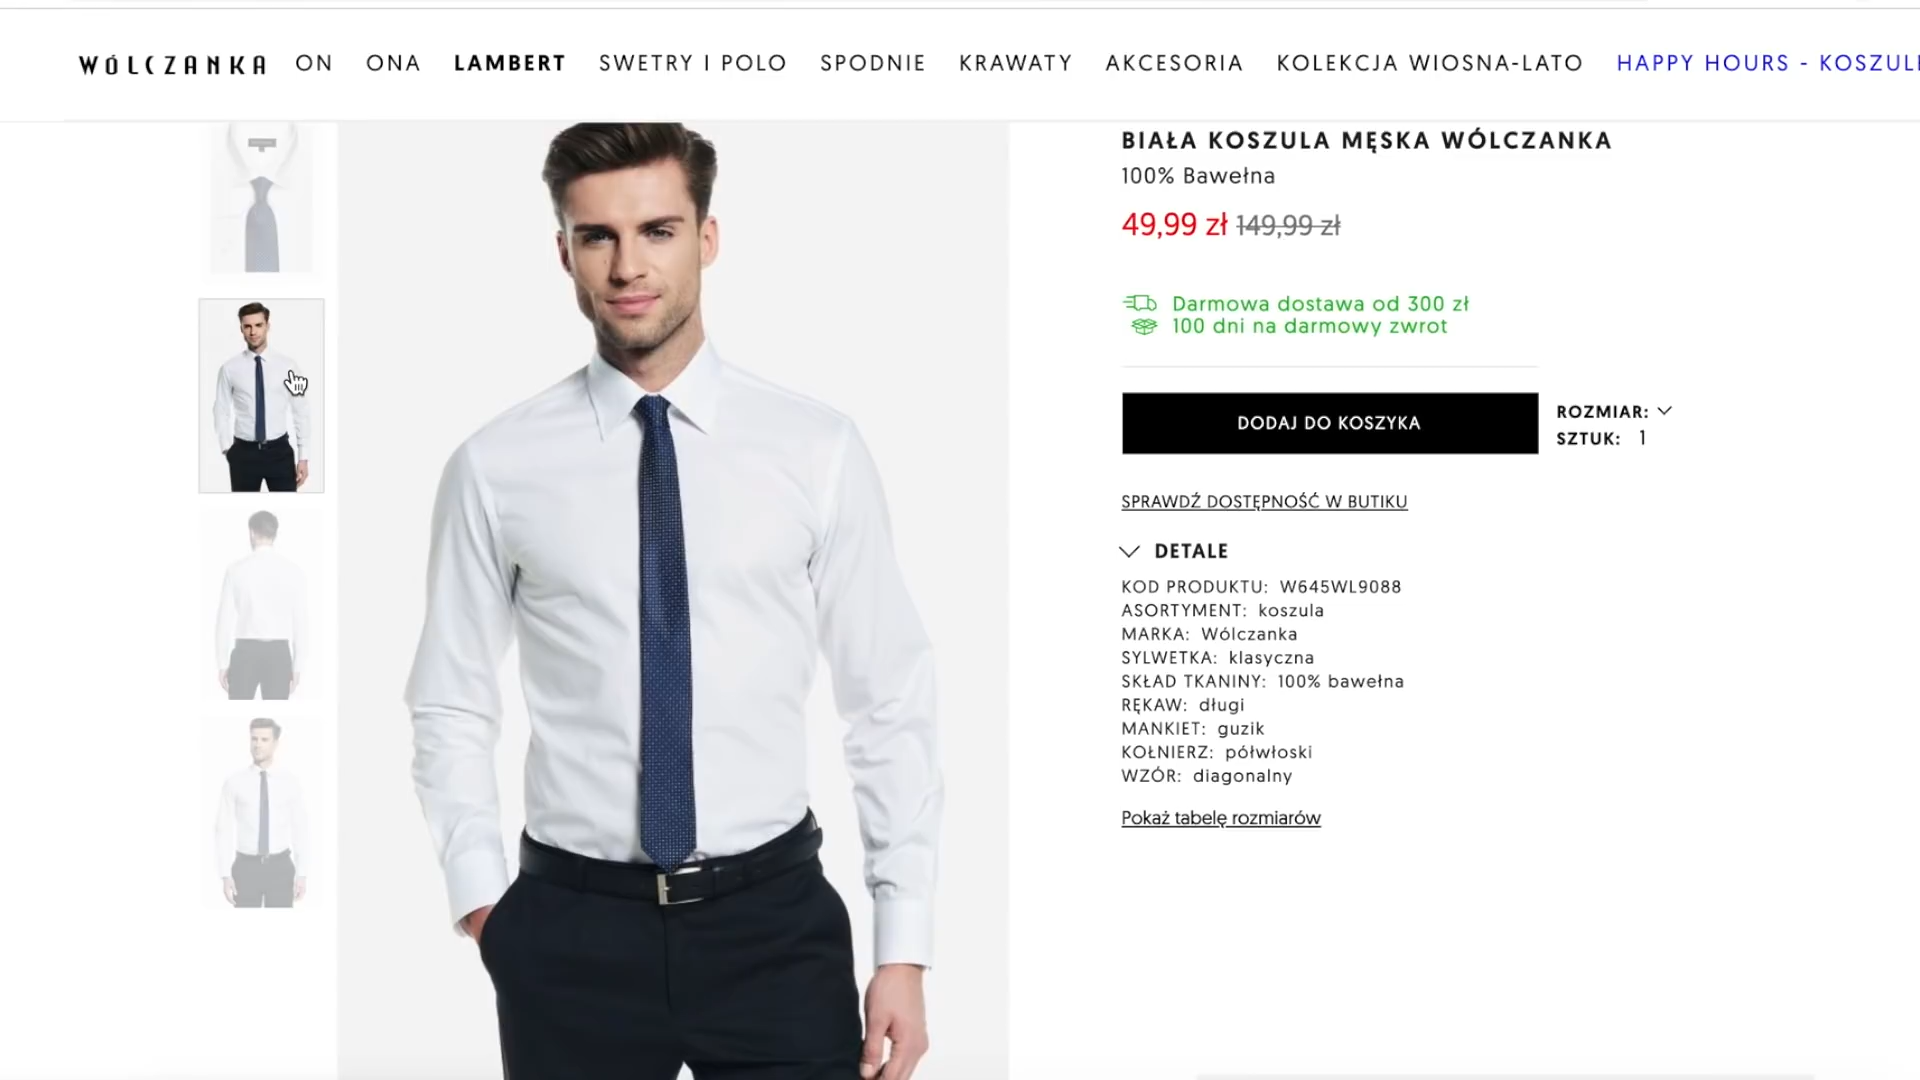 WÓLCZANKA ON ONA LAMBERT SWETRY I POLO SPODNIE KRAWATY AKCESORIA KOLEKCJA WIOSNA-LATO HAPPY HOURS - KOSZULE
BIAŁA KOSZULA MĘSKA WÓLCZANKA
100% Bawełna
49,99 zł 149,99 zł
Darmowa dostawa od 300 zł
100 dni na darmowy zwrot
DODAJ DO KOSZYKA
ROZMIAR:
SZTUK: 1
SPRAWDŹ DOSTĘPNOŚĆ W BUTIKU
DETALE
KOD PRODUKTU: W645WL9088
ASORTYMENT: koszula
MARKA: Wólczanka
SYLWETKA: klasyczna
SKŁAD TKANINY: 100% bawełna
RĘKAW: długi
MANKIET: guzik
KOŁNIERZ: półwłoski
WZÓR: diagonalny
Pokaż tabelę rozmiarów